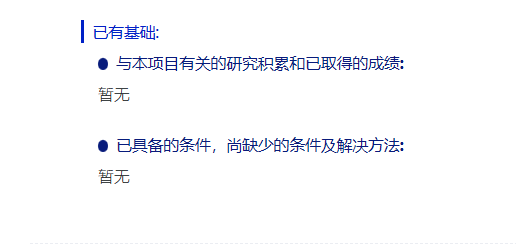 已有基础:
与本项目有关的研究积累和已取得的成绩:
暂无
已具备的条件，尚缺少的条件及解决方法:
暂无